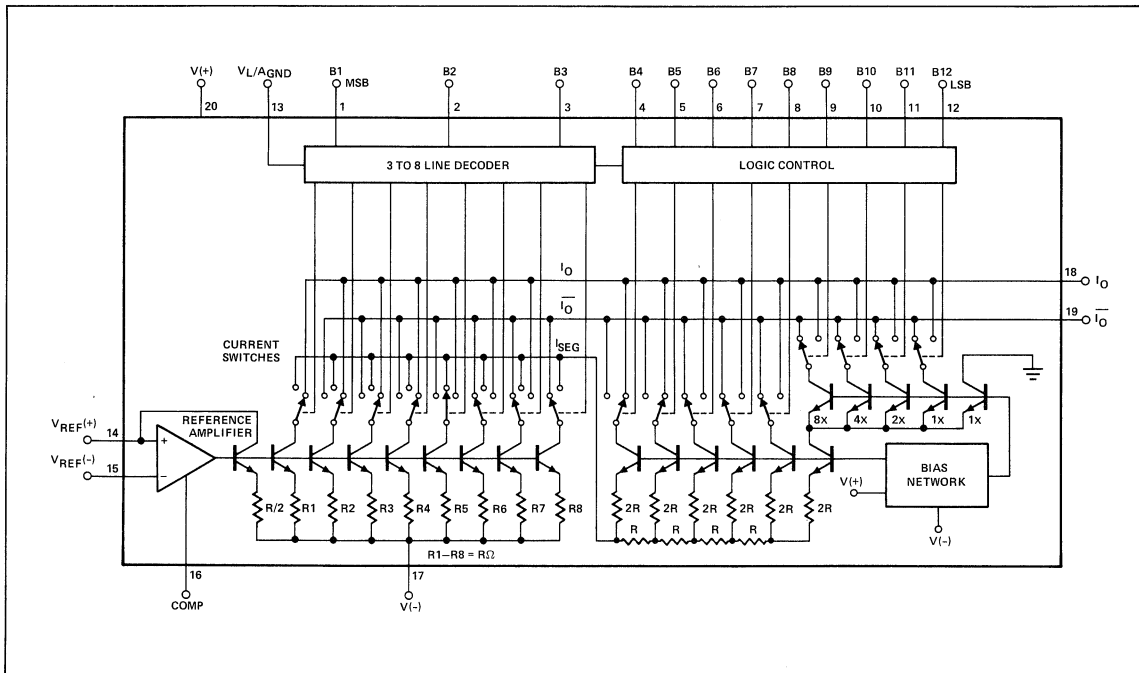 V(+) VL/AGND B1 MSB B2 B3 B4 B5 B6 B7 B8 B9 B10 B11 B12 LSB
20 13 1 2 3 4 5 6 7 8 9 10 11 12
3 TO 8 LINE DECODER
LOGIC CONTROL
IO
18 IO
IO
19 IO
CURRENT SWITCHES
ISEG
VREF(+) 14
REFERENCE AMPLIFIER
+
VREF(-) 15
−
8x 4x 2x 1x 1x
BIAS NETWORK
V(+)
V(-)
R/2 R1 R2 R3 R4 R5 R6 R7 R8
2R 2R 2R 2R 2R 2R
R R R R
R1–R8 = RΩ
16
COMP
17
V(-)